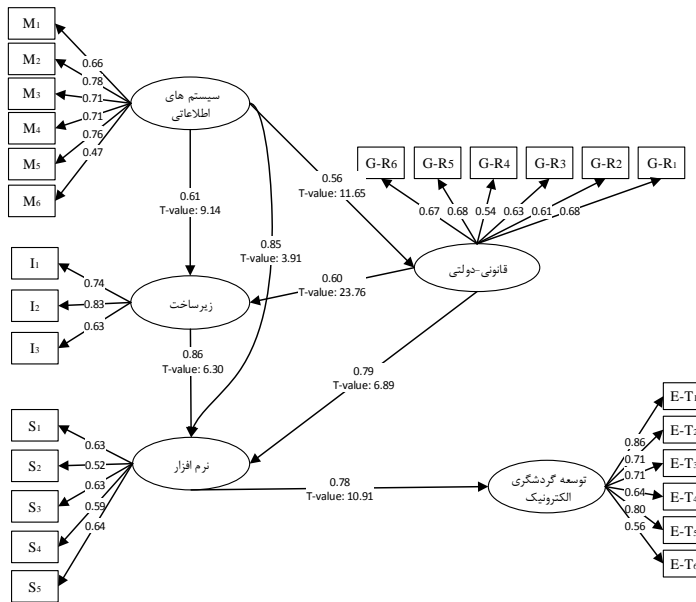 M1
M2
M3
M4
M5
M6
0.66
0.78
0.71
0.71
0.76
0.47
سیستم های
اطلاعاتی
G-R6
G-R5
G-R4
G-R3
G-R2
G-R1
0.67
0.68
0.54
0.63
0.61
0.68
0.56
T-value: 11.65
0.61
T-value: 9.14
0.85
T-value: 3.91
قانونی-دولتی
0.60
T-value: 23.76
I1
I2
I3
0.74
0.83
0.63
زیرساخت
0.86
T-value: 6.30
0.79
T-value: 6.89
S1
S2
S3
S4
S5
0.63
0.52
0.63
0.59
0.64
نرم افزار
0.78
T-value: 10.91
توسعه گردشگری
الکترونیک
E-T1
E-T2
E-T3
E-T4
E-T5
E-T6
0.86
0.71
0.71
0.64
0.80
0.56